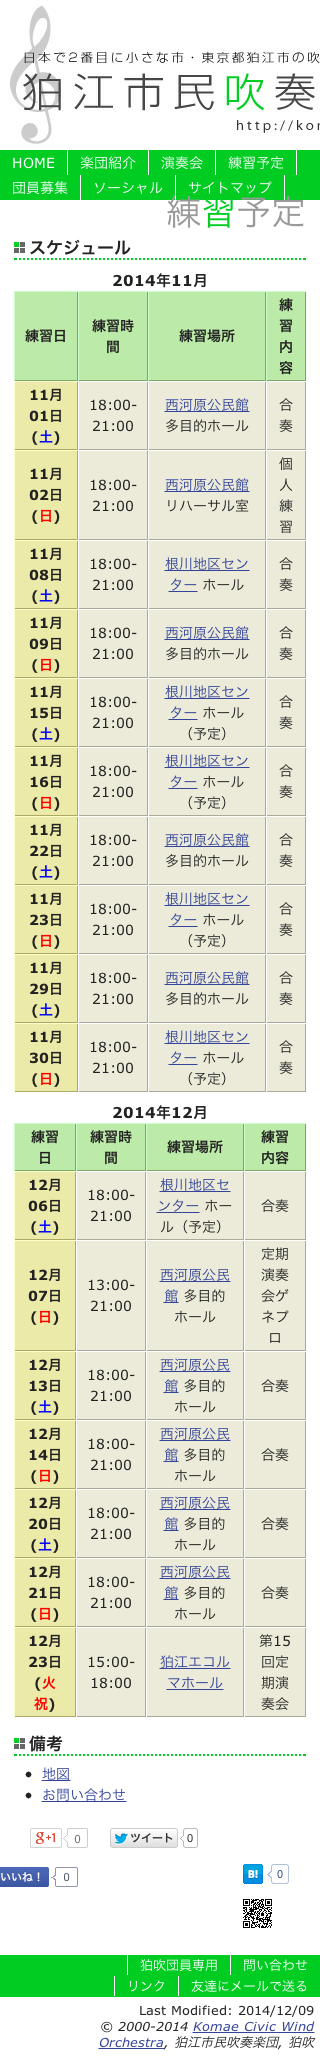 日本で2番目に小さな市・東京都狛江市の吹
狛江市民吹奏
http://kor
HOME 楽団紹介 演奏会 練習予定
団員募集 ソーシャル サイトマップ
練習予定
スケジュール
2014年11月
練習日 練習時間 練習場所 練習内容
11月01日(土) 18:00-21:00 西河原公民館 多目的ホール 合奏
11月02日(日) 18:00-21:00 西河原公民館 リハーサル室 個人練習
11月08日(土) 18:00-21:00 根川地区センター ホール 合奏
11月09日(日) 18:00-21:00 西河原公民館 多目的ホール 合奏
11月15日(土) 18:00-21:00 根川地区センター ホール（予定） 合奏
11月16日(日) 18:00-21:00 根川地区センター ホール（予定） 合奏
11月22日(土) 18:00-21:00 西河原公民館 多目的ホール 合奏
11月23日(日) 18:00-21:00 根川地区センター ホール（予定） 合奏
11月29日(土) 18:00-21:00 西河原公民館 多目的ホール 合奏
11月30日(日) 18:00-21:00 根川地区センター ホール（予定） 合奏
2014年12月
練習日 練習時間 練習場所 練習内容
12月06日(土) 18:00-21:00 根川地区センター ホール（予定） 合奏
12月07日(日) 13:00-21:00 西河原公民館 多目的ホール 定期演奏会ゲネプロ
12月13日(土) 18:00-21:00 西河原公民館 多目的ホール 合奏
12月14日(日) 18:00-21:00 西河原公民館 多目的ホール 合奏
12月20日(土) 18:00-21:00 西河原公民館 多目的ホール 合奏
12月21日(日) 18:00-21:00 西河原公民館 多目的ホール 合奏
12月23日(火祝) 15:00-18:00 狛江エコルマホール 第15回定期演奏会
備考
地図
お問い合わせ
g+1 0 ツイート 0
いいね！ 0 B! 0
狛吹団員専用 問い合わせ
リンク 友達にメールで送る
Last Modified: 2014/12/09
© 2000-2014 Komae Civic Wind
Orchestra, 狛江市民吹奏楽団, 狛吹